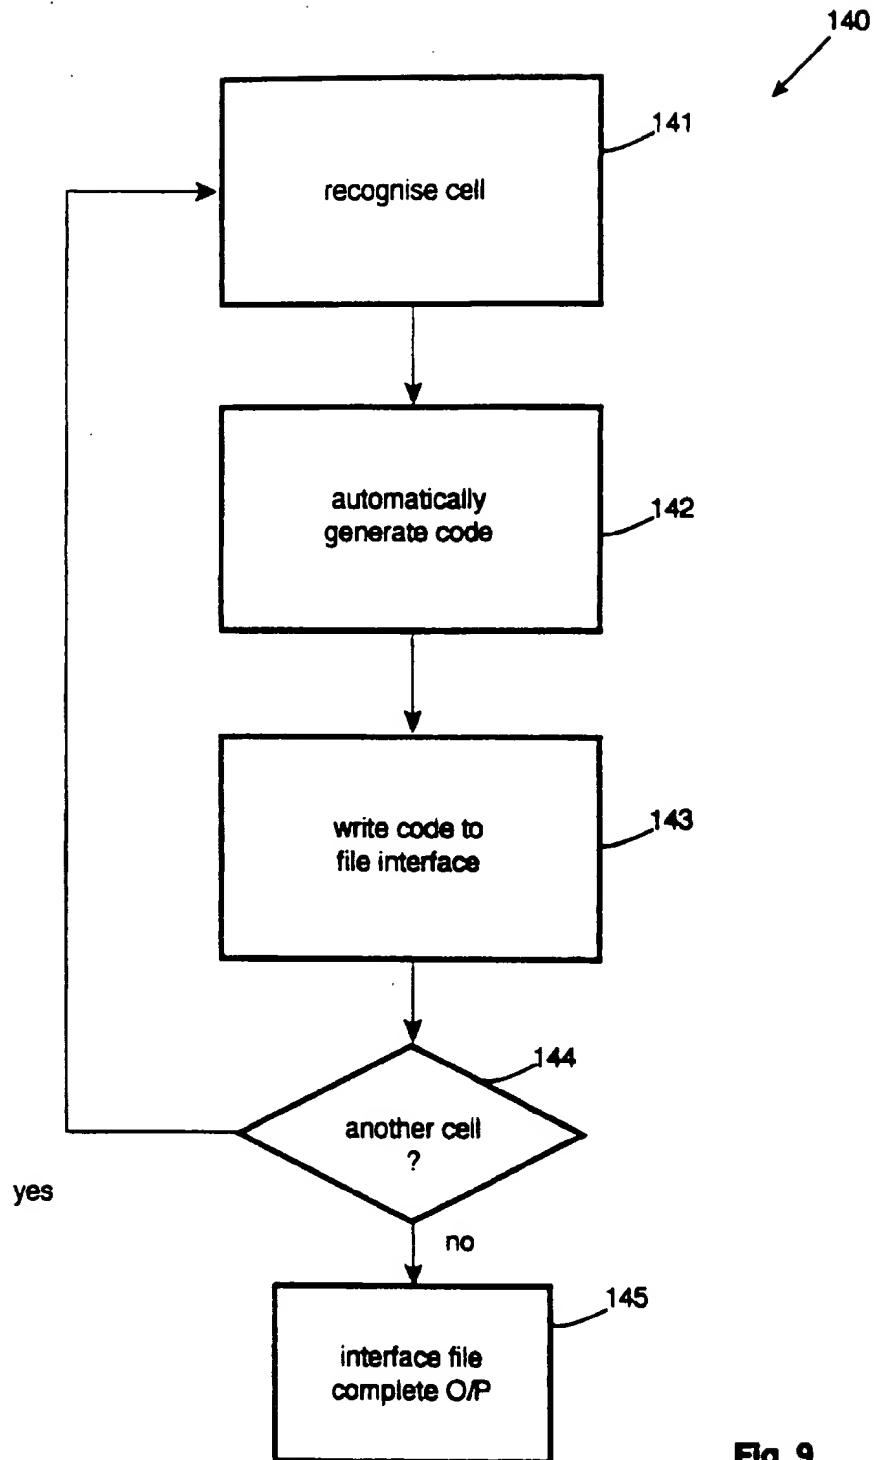 140
141
recognise cell
automatically
generate code
142
write code to
file interface
143
144
another cell
?
yes
no
145
interface file
complete O/P
Fig. 9